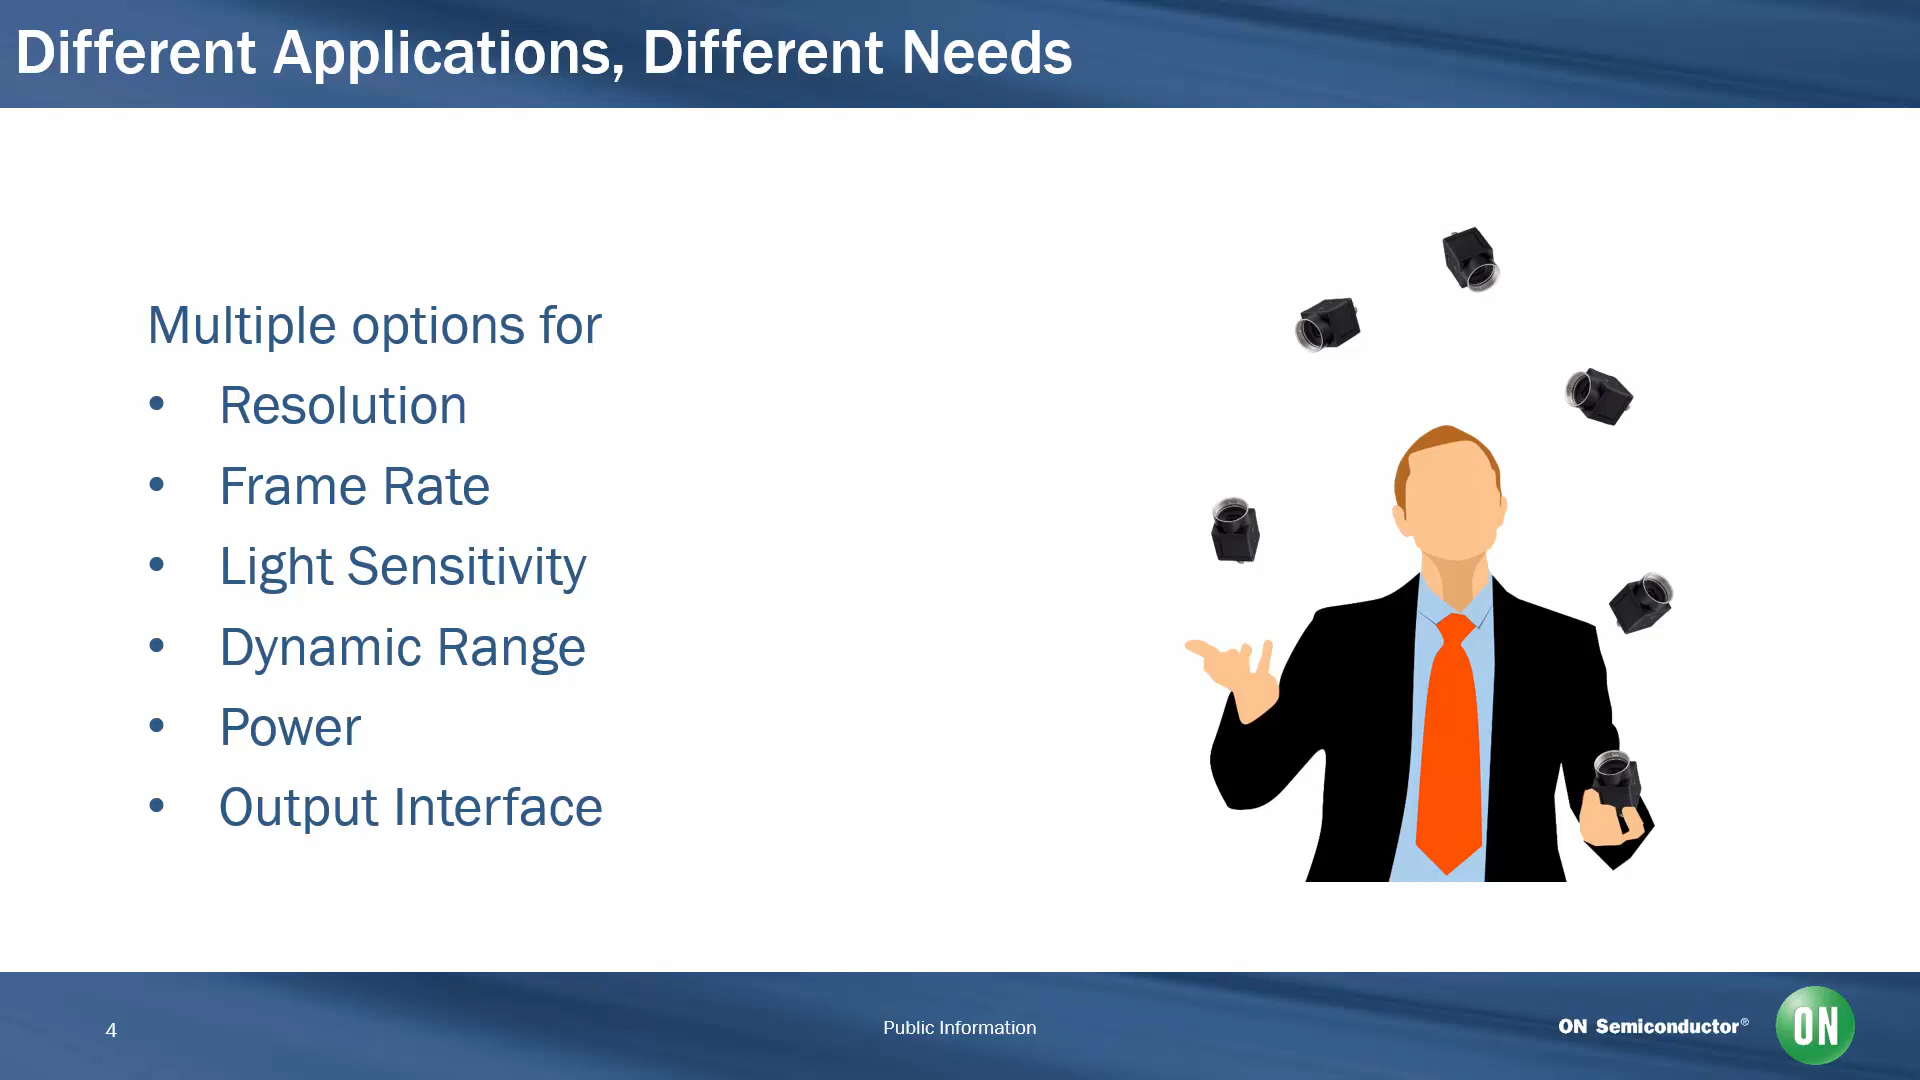 Different Applications, Different Needs
Multiple options for
• Resolution
• Frame Rate
• Light Sensitivity
• Dynamic Range
• Power
• Output Interface
4
Public Information
ON Semiconductor®
ON